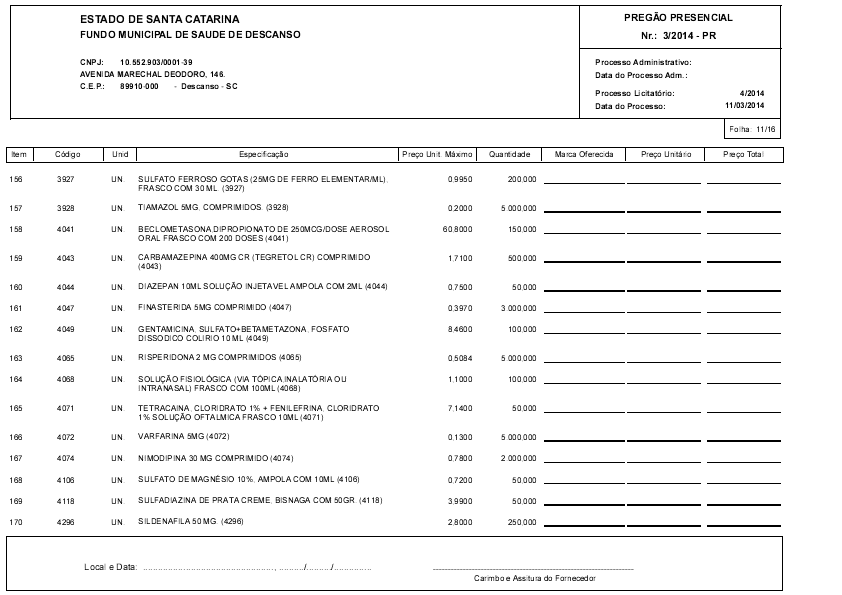 ESTADO DE SANTA CATARINA
FUNDO MUNICIPAL DE SAUDE DE DESCANSO
CNPJ: 10.552.903/0001-39
AVENIDA MARECHAL DEODORO, 146.
C.E.P.: 89910-000 - Descanso - SC
PREGÃO PRESENCIAL
Nr.: 3/2014 - PR
Processo Administrativo:
Data do Processo Adm.:
Processo Licitatório: 4/2014
Data do Processo: 11/03/2014
Folha: 11/16
Item Código Unid Especificação Preço Unit. Máximo Quantidade Marca Oferecida Preço Unitário Preço Total
156 3927 UN. SULFATO FERROSO GOTAS (25MG DE FERRO ELEMENTAR/ML), 0,9950 200,000
FRASCO COM 30 ML. (3927)
157 3928 UN. TIAMAZOL 5MG, COMPRIMIDOS. (3928) 0,2000 5 000,000
158 4041 UN. BECLOMETASONA,DIPROPIONATO DE 250MCG/DOSE AEROSOL 60,8000 150,000
ORAL FRASCO COM 200 DOSES (4041)
159 4043 UN. CARBAMAZEPINA 400MG CR (TEGRETOL CR) COMPRIMIDO 1,7100 500,000
(4043)
160 4044 UN. DIAZEPAN 10ML SOLUÇÃO INJETAVEL AMPOLA COM 2ML (4044) 0,7500 50,000
161 4047 UN. FINASTERIDA 5MG COMPRIMIDO (4047) 0,3970 3 000,000
162 4049 UN. GENTAMICINA, SULFATO+BETAMETAZONA, FOSFATO 8,4600 100,000
DISSODICO COLIRIO 10 ML (4049)
163 4065 UN. RISPERIDONA 2 MG COMPRIMIDOS (4065) 0,5084 5 000,000
164 4068 UN. SOLUÇÃO FISIOLÓGICA (VIA TÓPICA,INALATÓRIA OU 1,1000 100,000
INTRANASAL) FRASCO COM 100ML (4068)
165 4071 UN. TETRACAINA, CLORIDRATO 1% + FENILEFRINA, CLORIDRATO 7,1400 50,000
1% SOLUÇÃO OFTALMICA FRASCO 10ML (4071)
166 4072 UN. VARFARINA 5MG (4072) 0,1300 5 000,000
167 4074 UN. NIMODIPINA 30 MG COMPRIMIDO (4074) 0,7800 2 000,000
168 4106 UN. SULFATO DE MAGNÉSIO 10%, AMPOLA COM 10ML (4106) 0,7200 50,000
169 4118 UN. SULFADIAZINA DE PRATA CREME, BISNAGA COM 50GR. (4118) 3,9900 50,000
170 4296 UN. SILDENAFILA 50 MG. (4296) 2,8000 250,000
Local e Data: ................................................., ........../........../...............
Carimbo e Assitura do Fornecedor